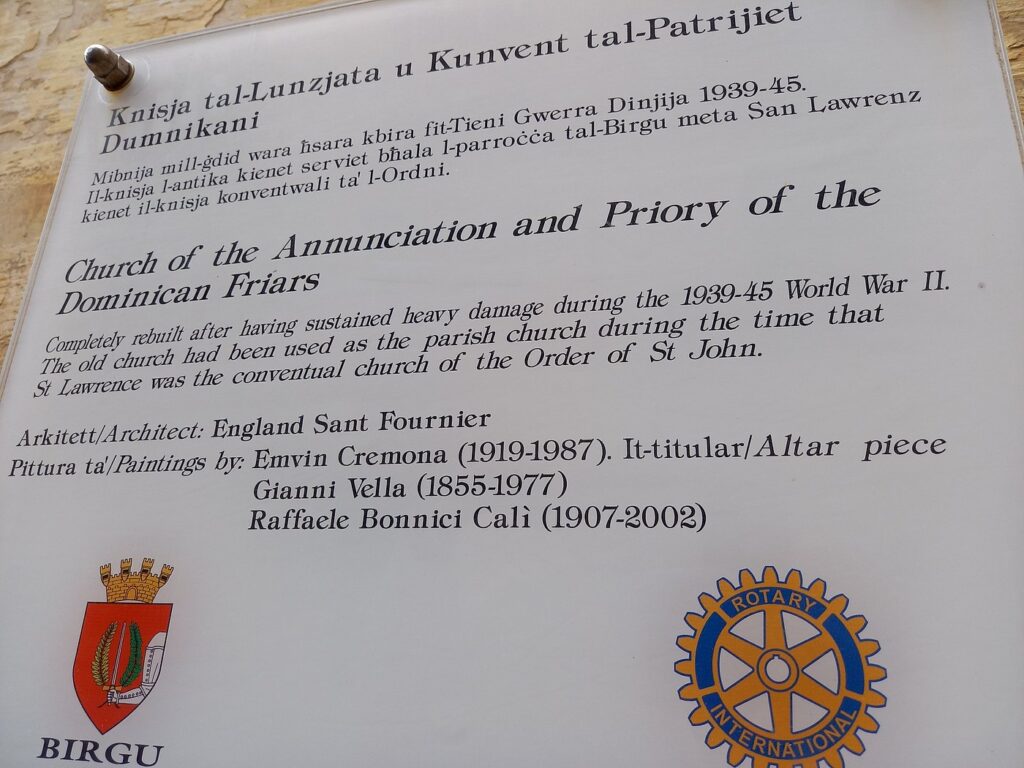 Knisja tal-Lunzjata u Kunvent tal-Patrijiet
Dumnikani
Mibnija mill-ġdid wara ħsara kbira fit-Tieni Gwerra Dinjija 1939-45.
Il-knisja l-antika kienet serviet bħala l-parroċċa tal-Birgu meta San Lawrenz
kienet il-knisja konventwali ta' l-Ordni.
Church of the Annunciation and Priory of the
Dominican Friars
Completely rebuilt after having sustained heavy damage during the 1939-45 World War II.
The old church had been used as the parish church during the time that
St Lawrence was the conventual church of the Order of St John.
Arkitett/Architect: England Sant Fournier
Pittura ta'/Paintings by: Emvin Cremona (1919-1987). It-titular/Altar piece
Gianni Vella (1855-1977)
Raffaele Bonnici Calì (1907-2002)
BIRGU
ROTARY
INTERNATIONAL